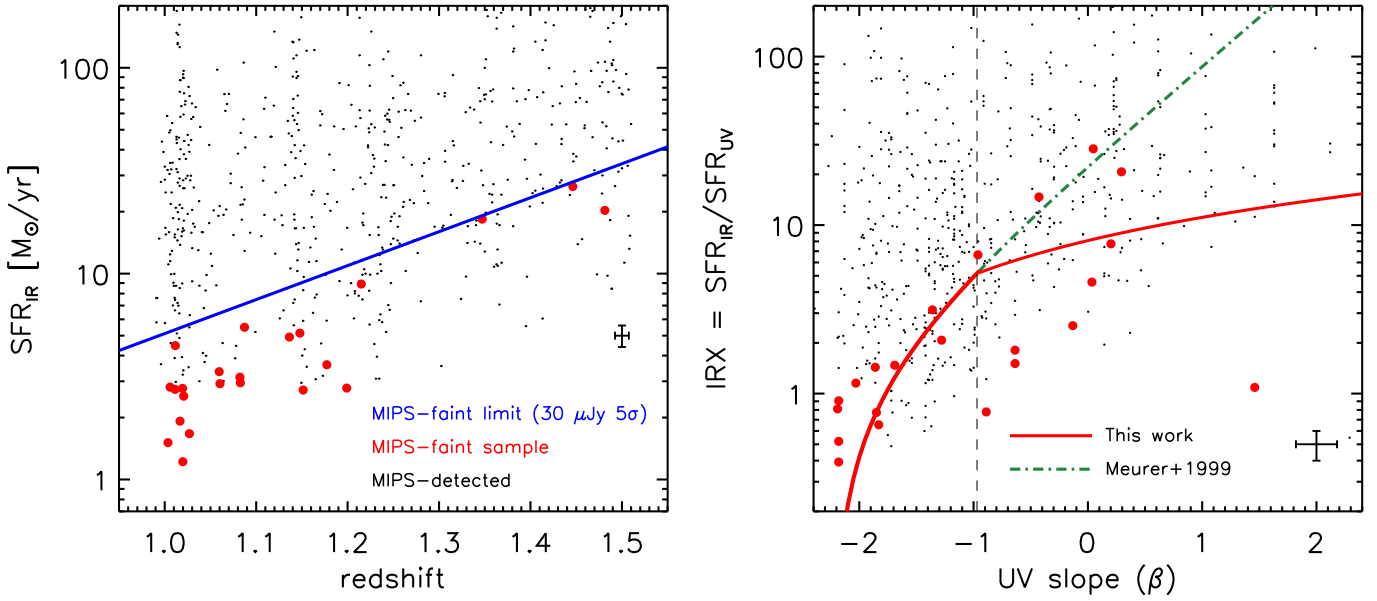 SFR_IR [M_⊙/yr]
100
10
1
1.0 1.1 1.2 1.3 1.4 1.5
redshift
MIPS-faint limit (30 μJy 5σ)
MIPS-faint sample
MIPS-detected
IRX = SFR_IR/SFR_UV
100
10
1
-2 -1 0 1 2
UV slope (β)
This work
Meurer+1999